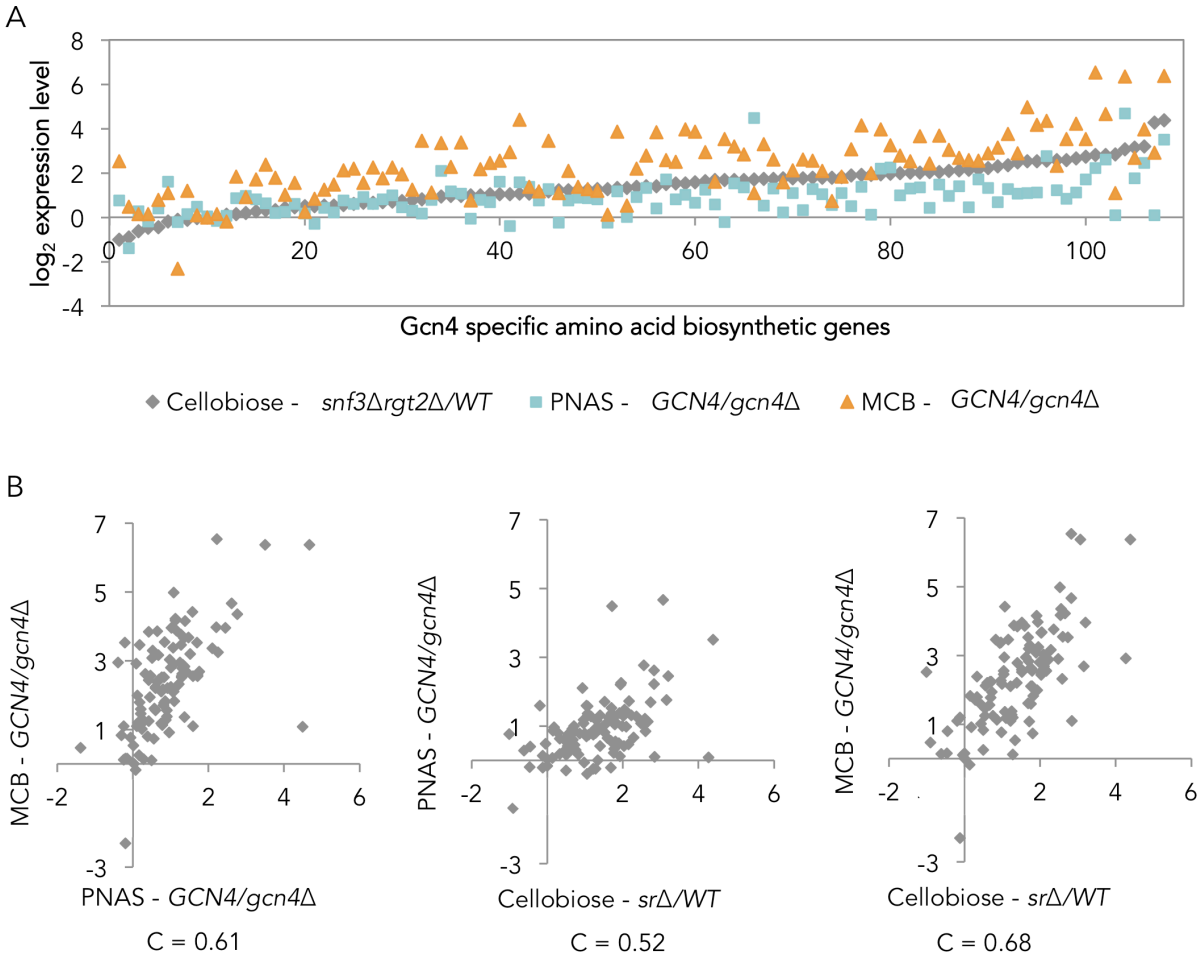 A
8
6
4
2
0
-2
-4
log2 expression level
0 20 40 60 80 100
Gcn4 specific amino acid biosynthetic genes
Cellobiose - snf3Δrgt2Δ/WT PNAS - GCN4/gcn4Δ MCB - GCN4/gcn4Δ
B
7
5
3
1
-3
-2 2 4 6
MCB - GCN4/gcn4Δ
PNAS - GCN4/gcn4Δ
C = 0.61
7
5
3
1
-3
-2 0 2 4 6
PNAS - GCN4/gcn4Δ
Cellobiose - srΔ/WT
C = 0.52
7
5
3
1
-3
-2 0 2 4 6
MCB - GCN4/gcn4Δ
Cellobiose - srΔ/WT
C = 0.68